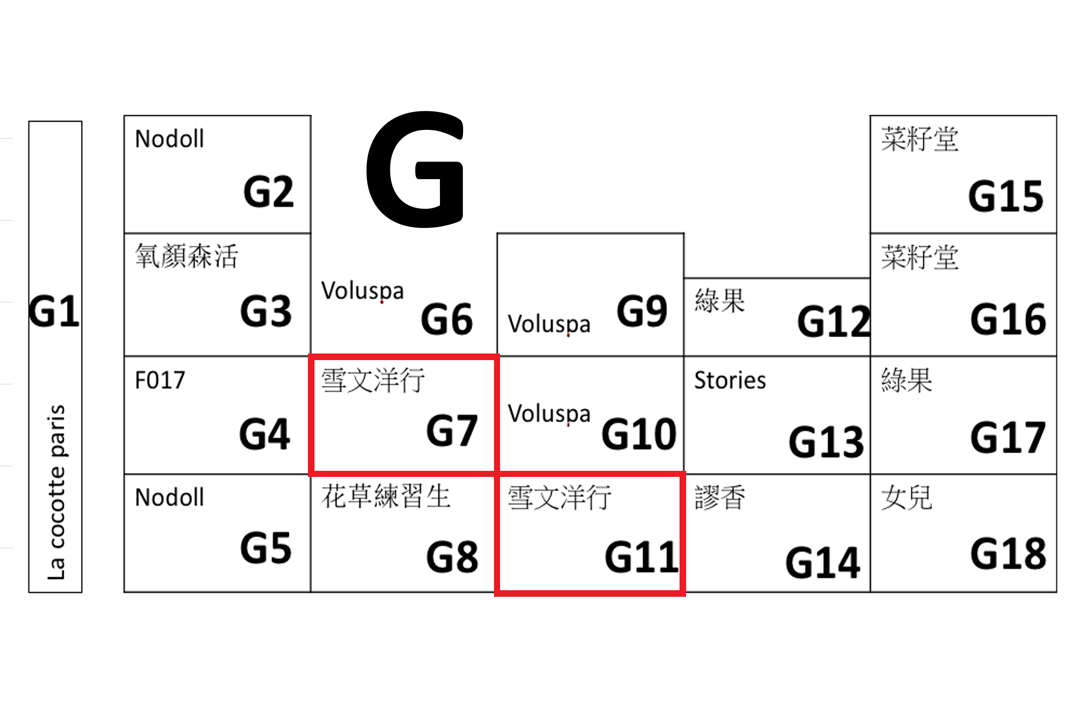 G
G1
La cocotte paris
Nodoll
G2
氧顏森活
G3
F017
G4
Nodoll
G5
Voluspa
G6
雪文洋行
G7
花草練習生
G8
Voluspa
G9
Voluspa
G10
雪文洋行
G11
綠果
G12
Stories
G13
謬香
G14
菜籽堂
G15
菜籽堂
G16
綠果
G17
女兒
G18